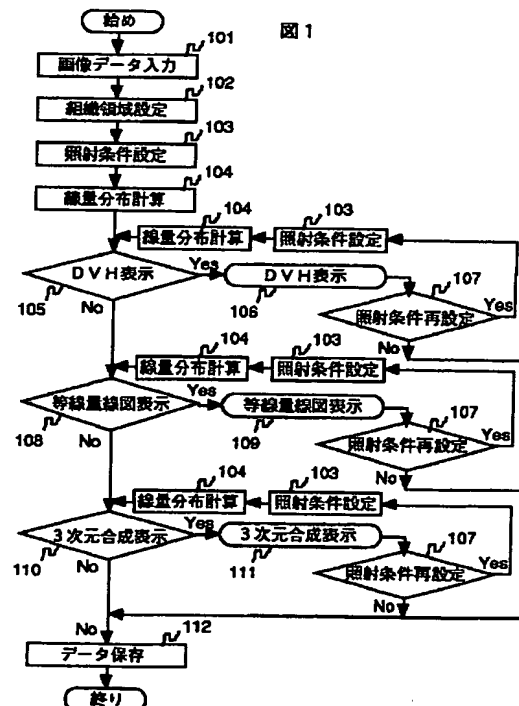 始め
図1
101
画像データ入力
102
組織領域設定
103
照射条件設定
104
線量分布計算
104
線量分布計算
103
照射条件設定
DVH表示
105
Yes
No
DVH表示
106
107
照射条件再設定
Yes
No
104
線量分布計算
103
照射条件設定
等線量線図表示
108
Yes
No
等線量線図表示
109
107
照射条件再設定
Yes
No
104
線量分布計算
103
照射条件設定
3次元合成表示
110
Yes
No
3次元合成表示
111
107
照射条件再設定
Yes
No
No
112
データ保存
終り